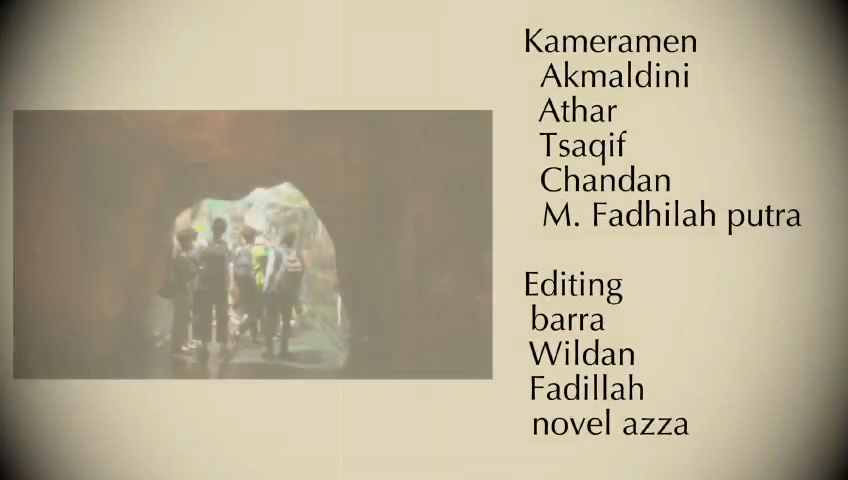 Kameramen
Akmaldini
Athar
Tsaqif
Chandan
M. Fadhilah putra
Editing
barra
Wildan
Fadillah
novel azza